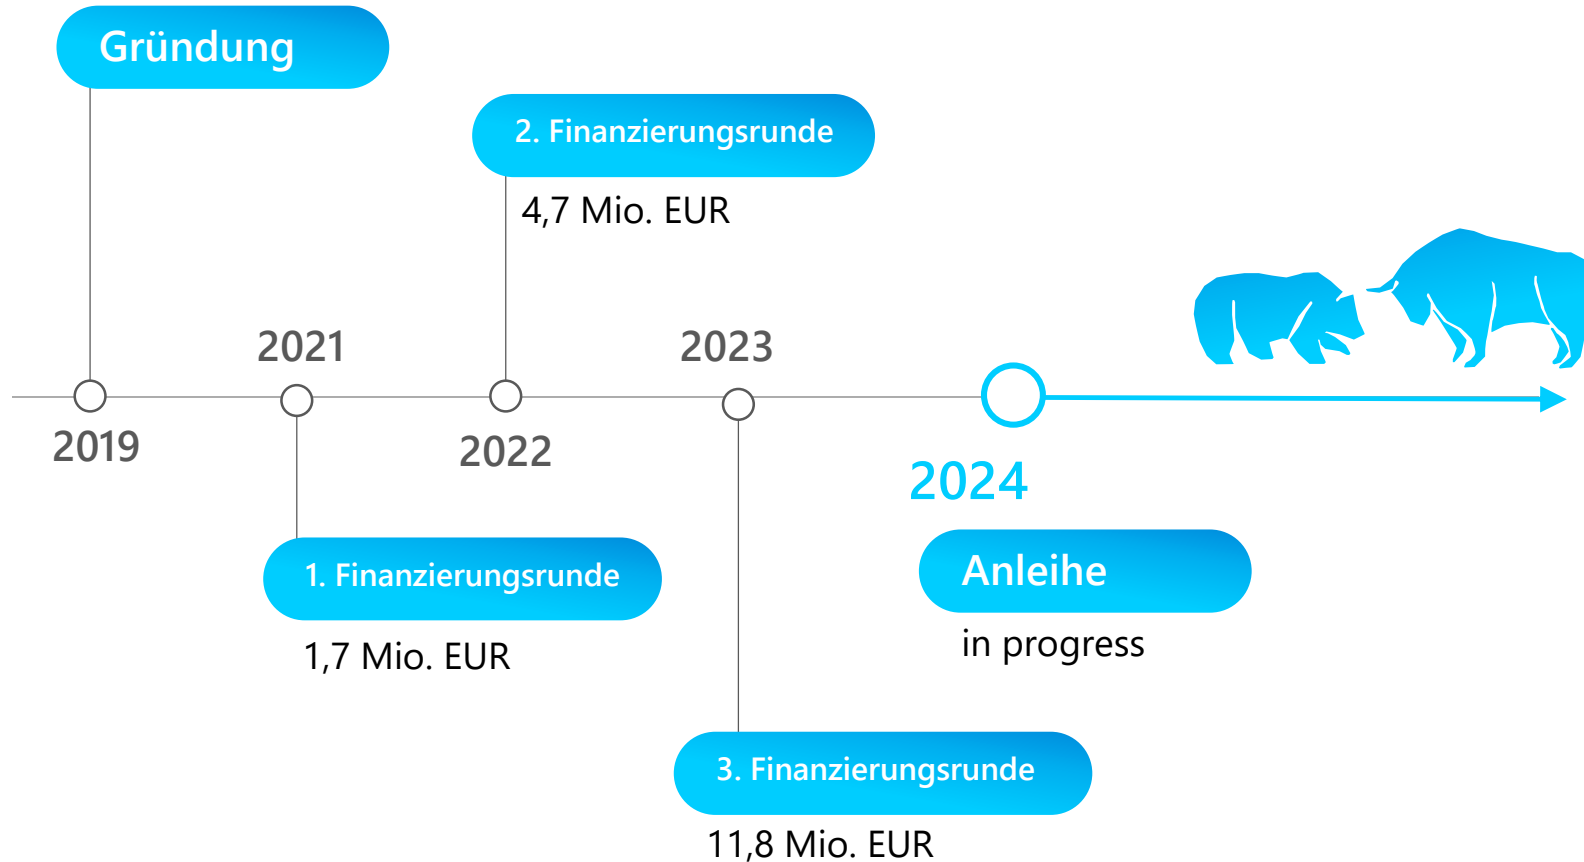 Gründung
2019
2021
1. Finanzierungsrunde
1,7 Mio. EUR
2. Finanzierungsrunde
4,7 Mio. EUR
2022
2023
3. Finanzierungsrunde
11,8 Mio. EUR
2024
Anleihe
in progress